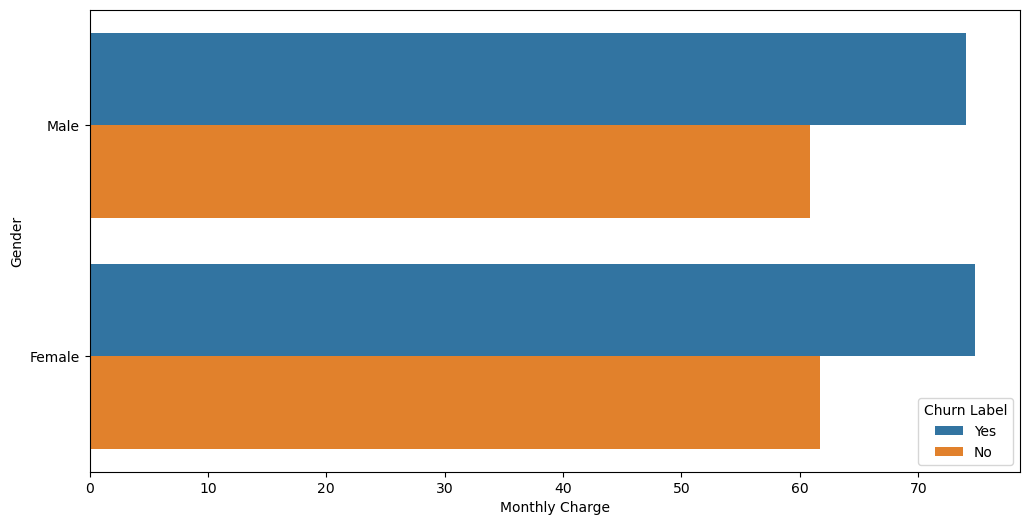 Gender
Male
Female
0 10 20 30 40 50 60 70
Monthly Charge
Churn Label
Yes
No